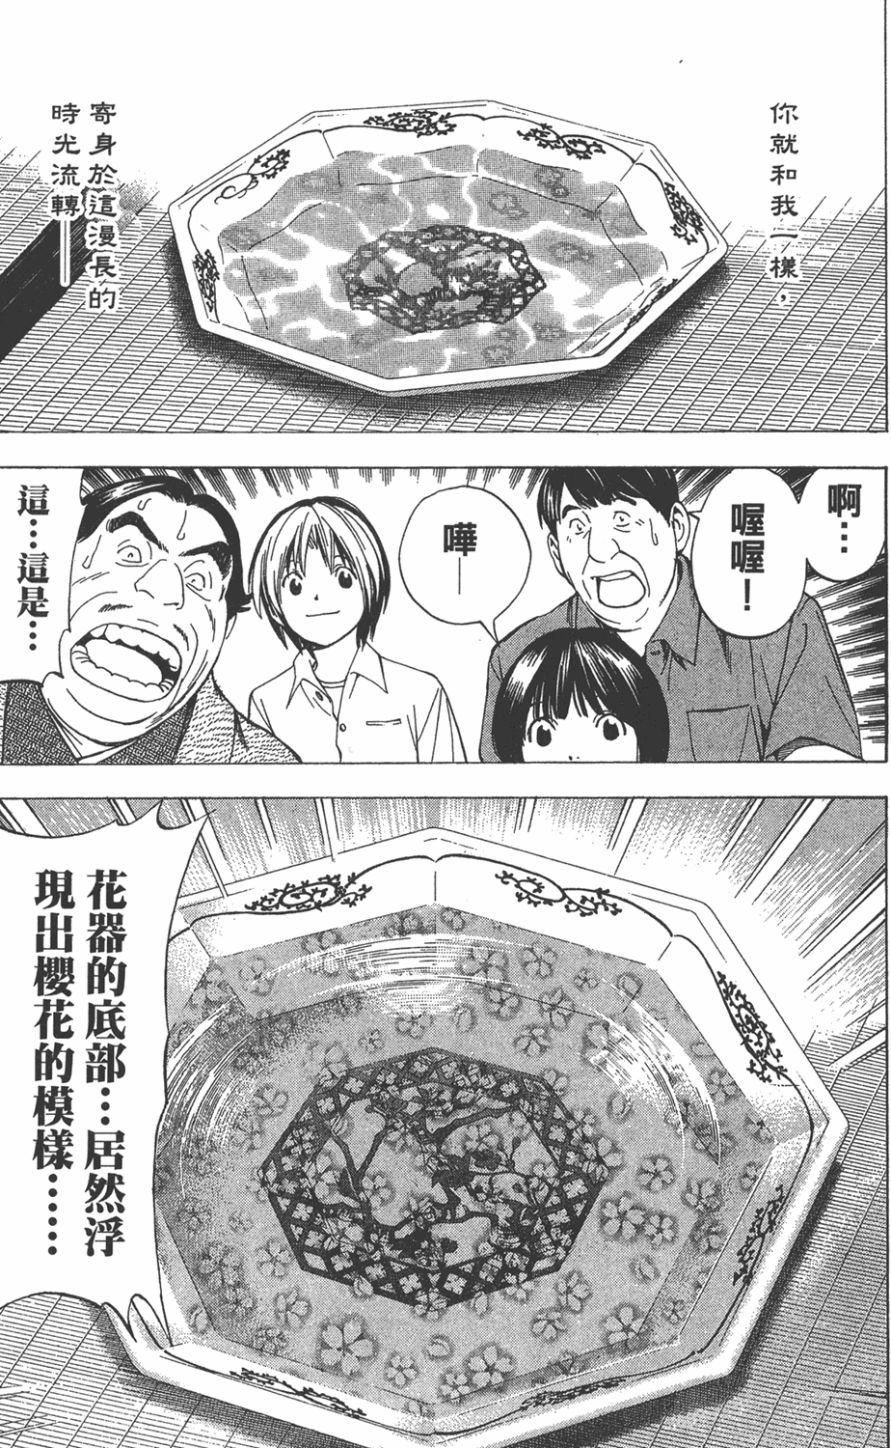 你就和我一樣，
寄身於這漫長的
時光流轉——
啊…
喔喔！
嘩—
這…這是…
花器的底部…居然浮
現出櫻花的模樣……